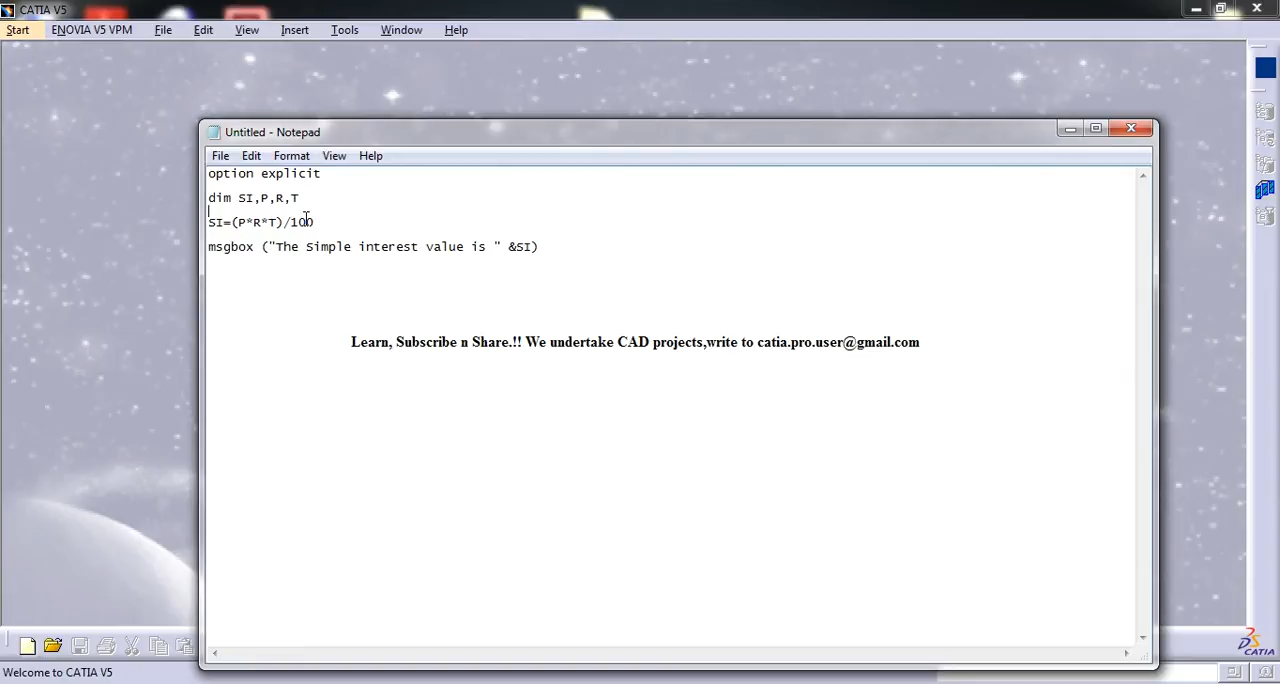 CATIA V5
Start ENOVIA V5 VPM File Edit View Insert Tools Window Help
Untitled - Notepad
File Edit Format View Help
option explicit
dim SI,P,R,T
SI=(P*R*T)/100
msgbox ("The Simple interest value is " &SI)
Learn, Subscribe n Share.!! We undertake CAD projects,write to catia.pro.user@gmail.com
CATIA
Welcome to CATIA V5